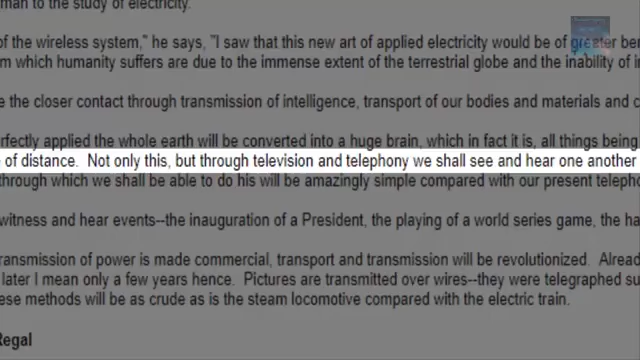 man to the study of electricity.
of the wireless system," he says, "I saw that this new art of applied electricity would be of greater
m which humanity suffers are due to the immense extent of the terrestrial globe and the inability of
e the closer contact through transmission of intelligence, transport of our bodies and materials and
rfectly applied the whole earth will be converted into a huge brain, which in fact it is, all things being
of distance. Not only this, but through television and telephony we shall see and hear one another
through which we shall be able to do his will be amazingly simple compared with our present
witness and hear events--the inauguration of a President, the playing of a world series game, the
ransmission of power is made commercial, transport and transmission will be revolutionized.
later I mean only a few years hence. Pictures are transmitted over wires--they were telegraphed
ese methods will be as crude as is the steam locomotive compared with the electric train.
Regal